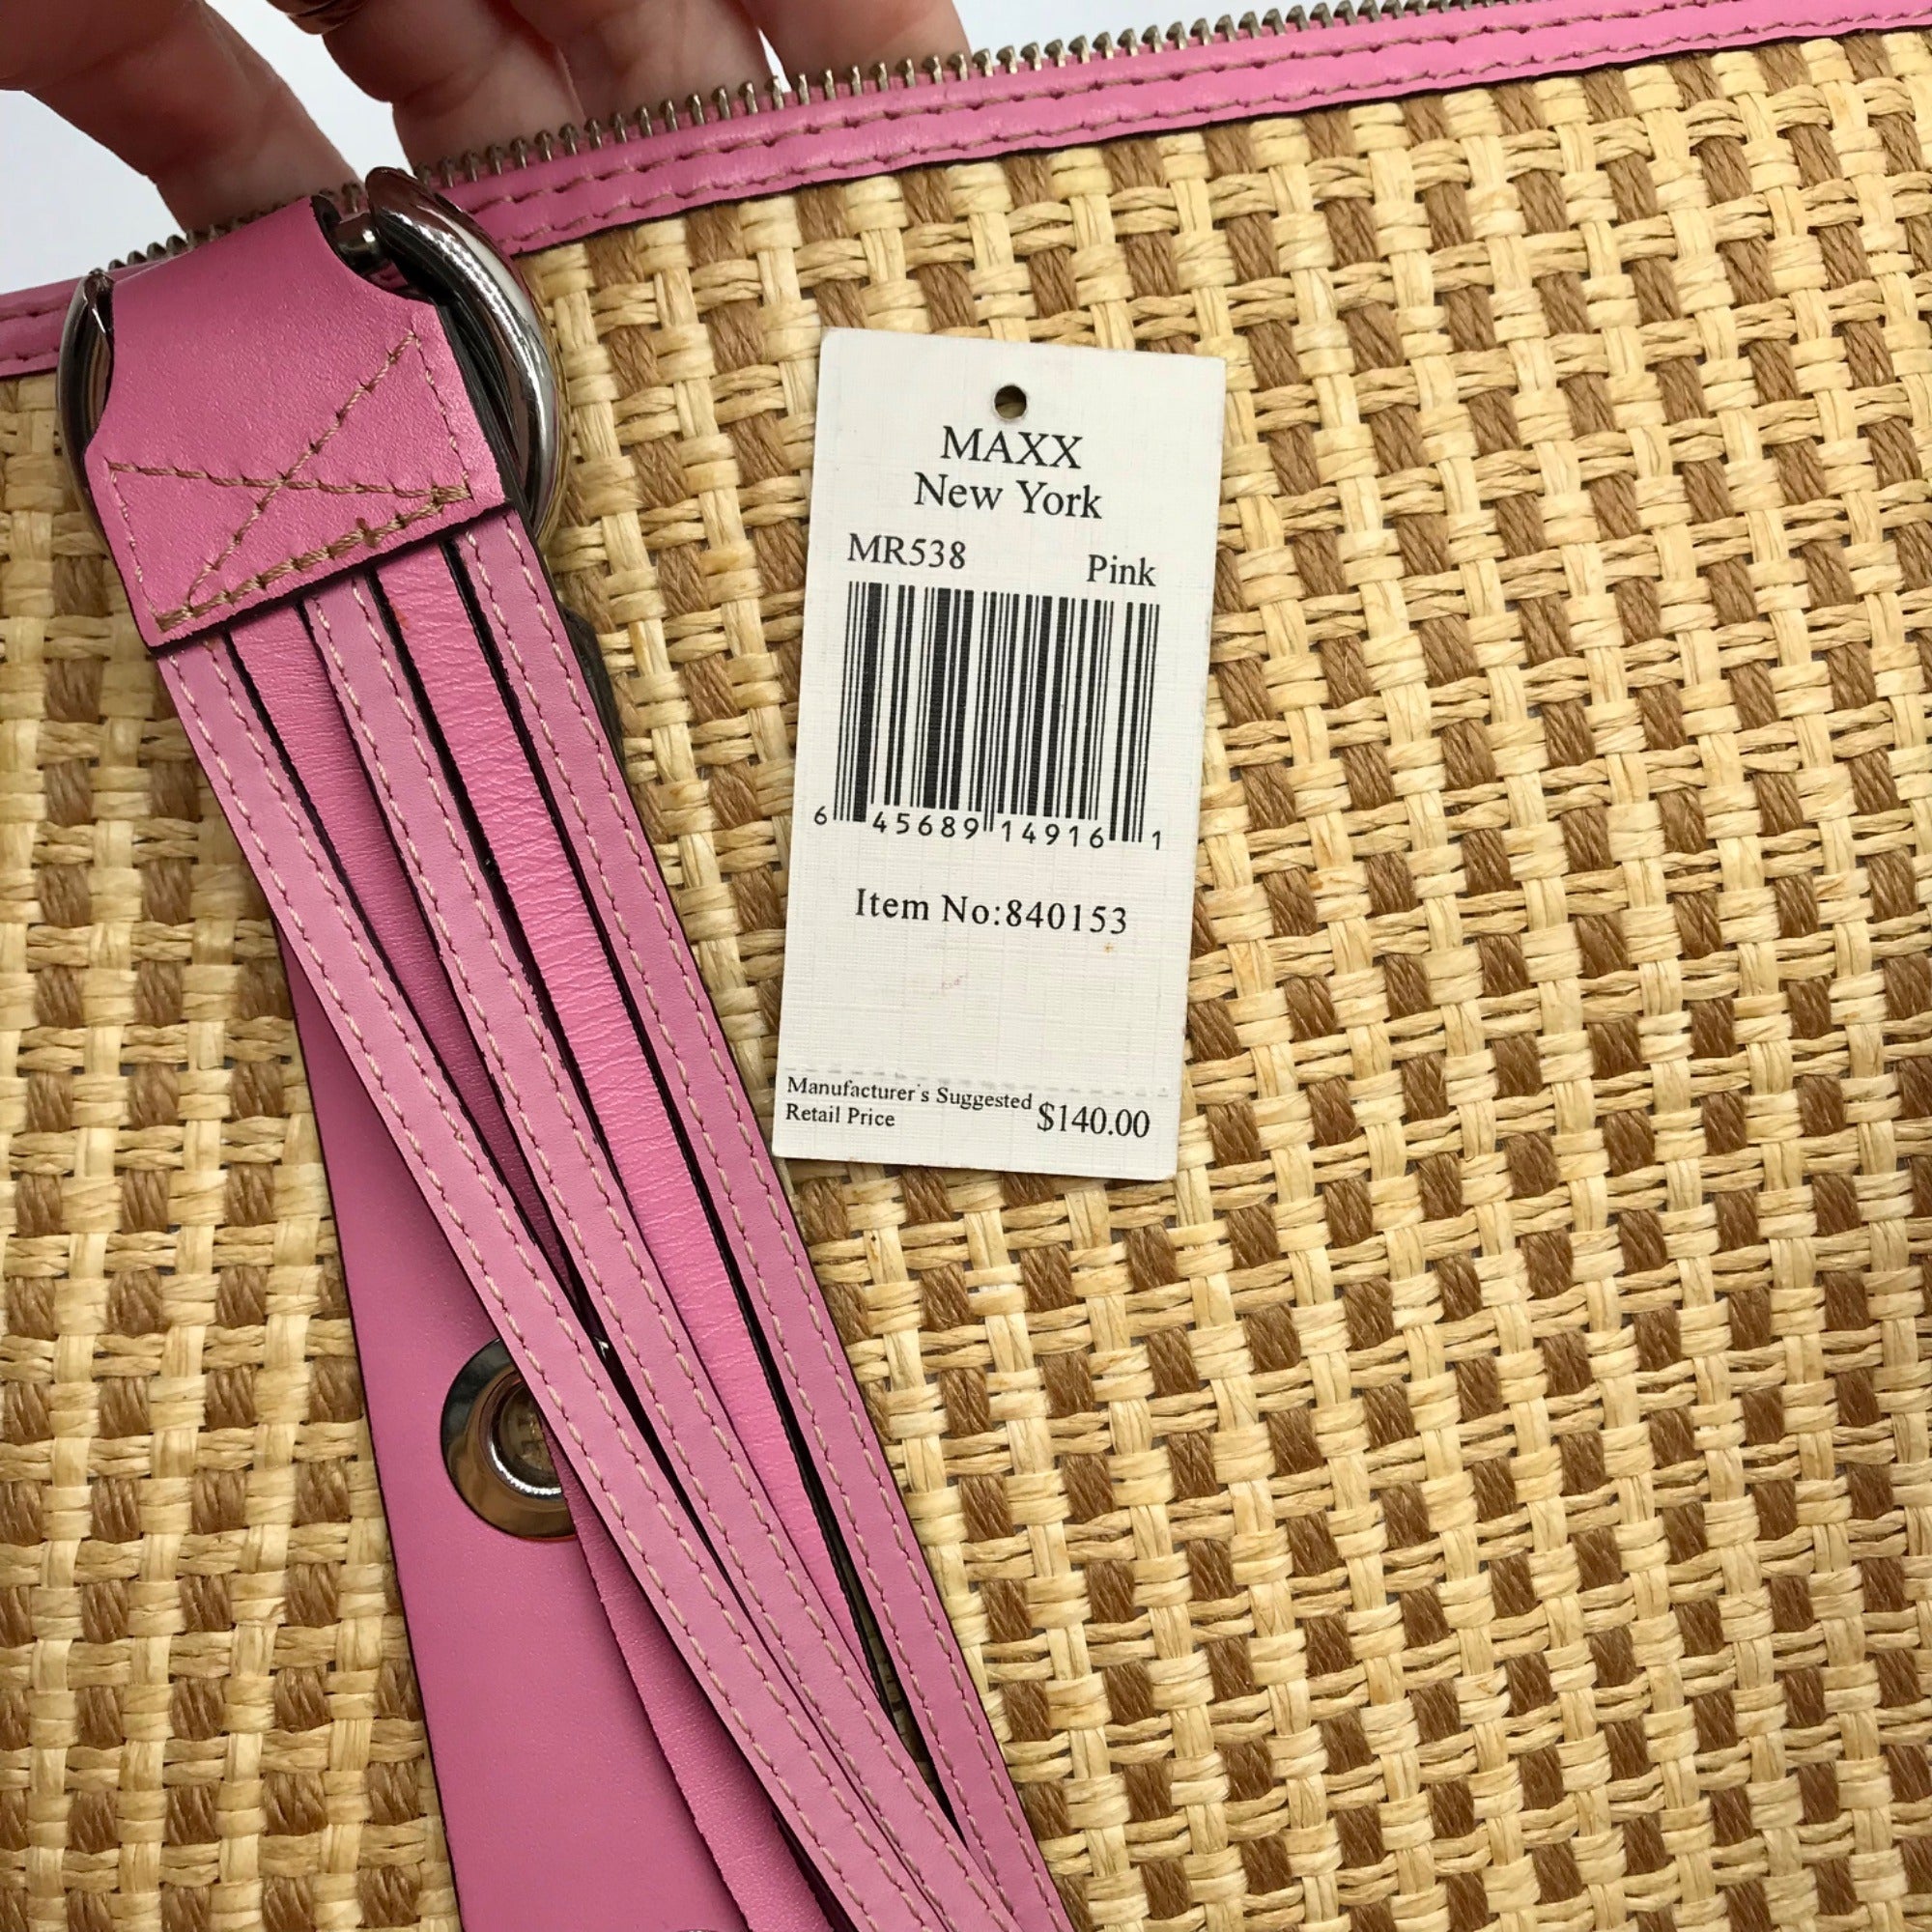 MAXX
New York
MR538 Pink
6 45689 14916 1
Item No:840153
Manufacturer's Suggested
Retail Price $140.00